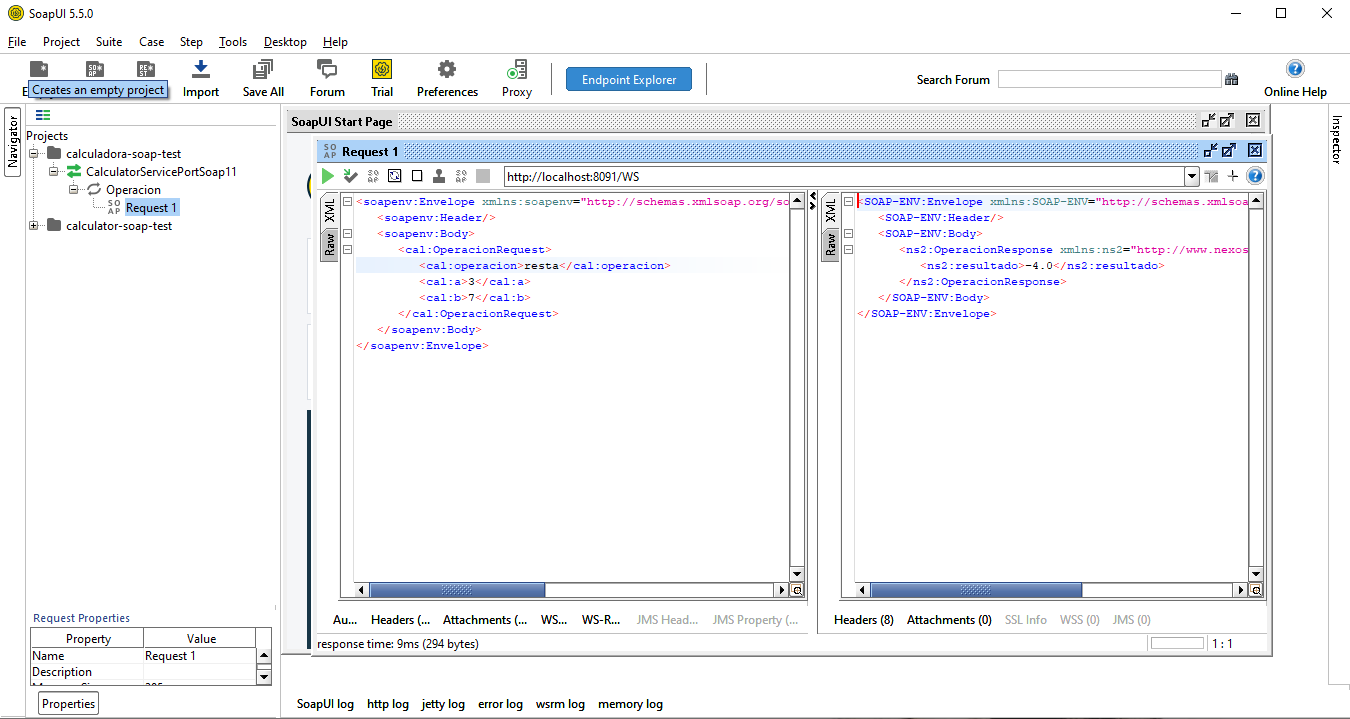 SoapUI 5.5.0
File Project Suite Case Step Tools Desktop Help
SO AP
RE ST
Import Save All Forum Trial Preferences Proxy
Endpoint Explorer
Search Forum
Online Help
Creates an empty project
Navigator
Projects
calculadora-soap-test
CalculatorServicePortSoap11
Operacion
SO AP Request 1
calculator-soap-test
Request Properties
Property Value
Name Request 1
Description
Properties
SoapUI Start Page
SO AP Request 1
http://localhost:8091/WS
XML
Raw
<soapenv:Envelope xmlns:soapenv="http://schemas.xmlsoap.org/so
<soapenv:Header/>
<soapenv:Body>
<cal:OperacionRequest>
<cal:operacion>resta</cal:operacion>
<cal:a>3</cal:a>
<cal:b>7</cal:b>
</cal:OperacionRequest>
</soapenv:Body>
</soapenv:Envelope>
XML
Raw
<SOAP-ENV:Envelope xmlns:SOAP-ENV="http://schemas.xmlsoa
<SOAP-ENV:Header/>
<SOAP-ENV:Body>
<ns2:OperacionResponse xmlns:ns2="http://www.nexos
<ns2:resultado>-4.0</ns2:resultado>
</ns2:OperacionResponse>
</SOAP-ENV:Body>
</SOAP-ENV:Envelope>
Au... Headers (... Attachments (... WS... WS-R... JMS Head... JMS Property (...
Headers (8) Attachments (0) SSL Info WSS (0) JMS (0)
response time: 9ms (294 bytes)
1 : 1
Inspector
SoapUI log http log jetty log error log wsrm log memory log